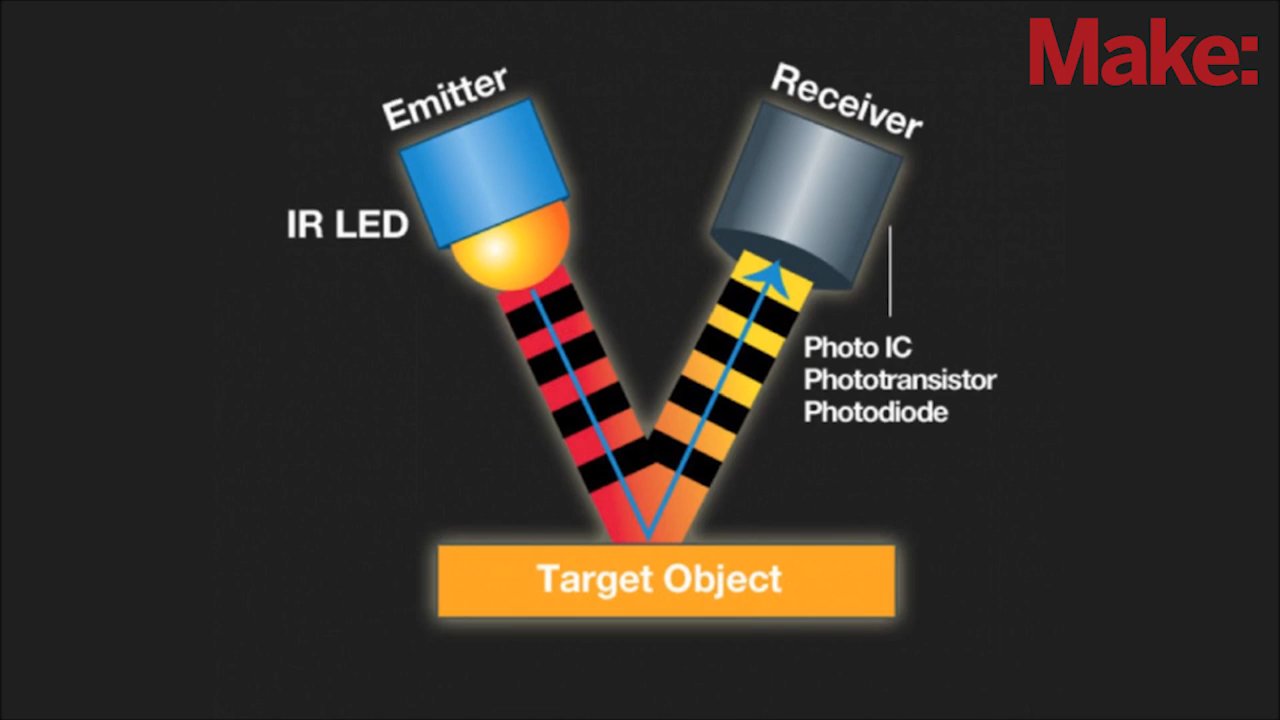 Make:
Emitter
Receiver
IR LED
Photo IC
Phototransistor
Photodiode
Target Object